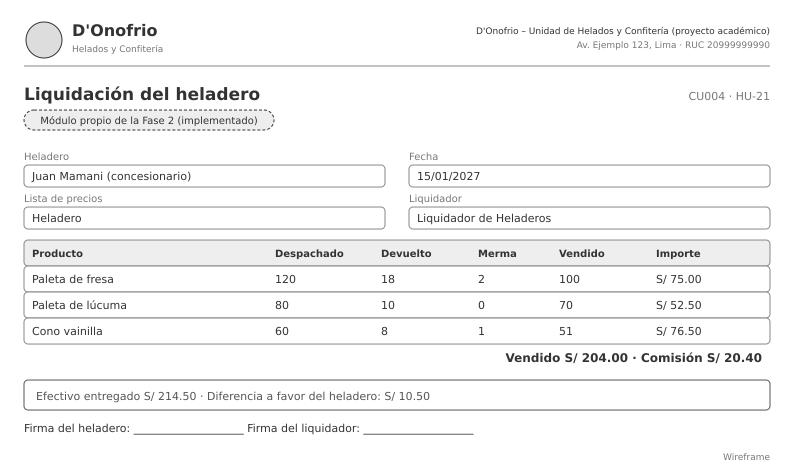 D'Onofrio
Helados y Confitería
D'Onofrio – Unidad de Helados y Confitería (proyecto académico)
Av. Ejemplo 123, Lima · RUC 20999999990
Liquidación del heladero
CU004 · HU-21
Módulo propio de la Fase 2 (implementado)
Heladero
Fecha
Juan Mamani (concesionario)
15/01/2027
Lista de precios
Liquidador
Heladero
Liquidador de Heladeros
Producto Despachado Devuelto Merma Vendido Importe
Paleta de fresa 120 18 2 100 S/ 75.00
Paleta de lúcuma 80 10 0 70 S/ 52.50
Cono vainilla 60 8 1 51 S/ 76.50
Vendido S/ 204.00 · Comisión S/ 20.40
Efectivo entregado S/ 214.50 · Diferencia a favor del heladero: S/ 10.50
Firma del heladero: ____________________ Firma del liquidador: ____________________
Wireframe